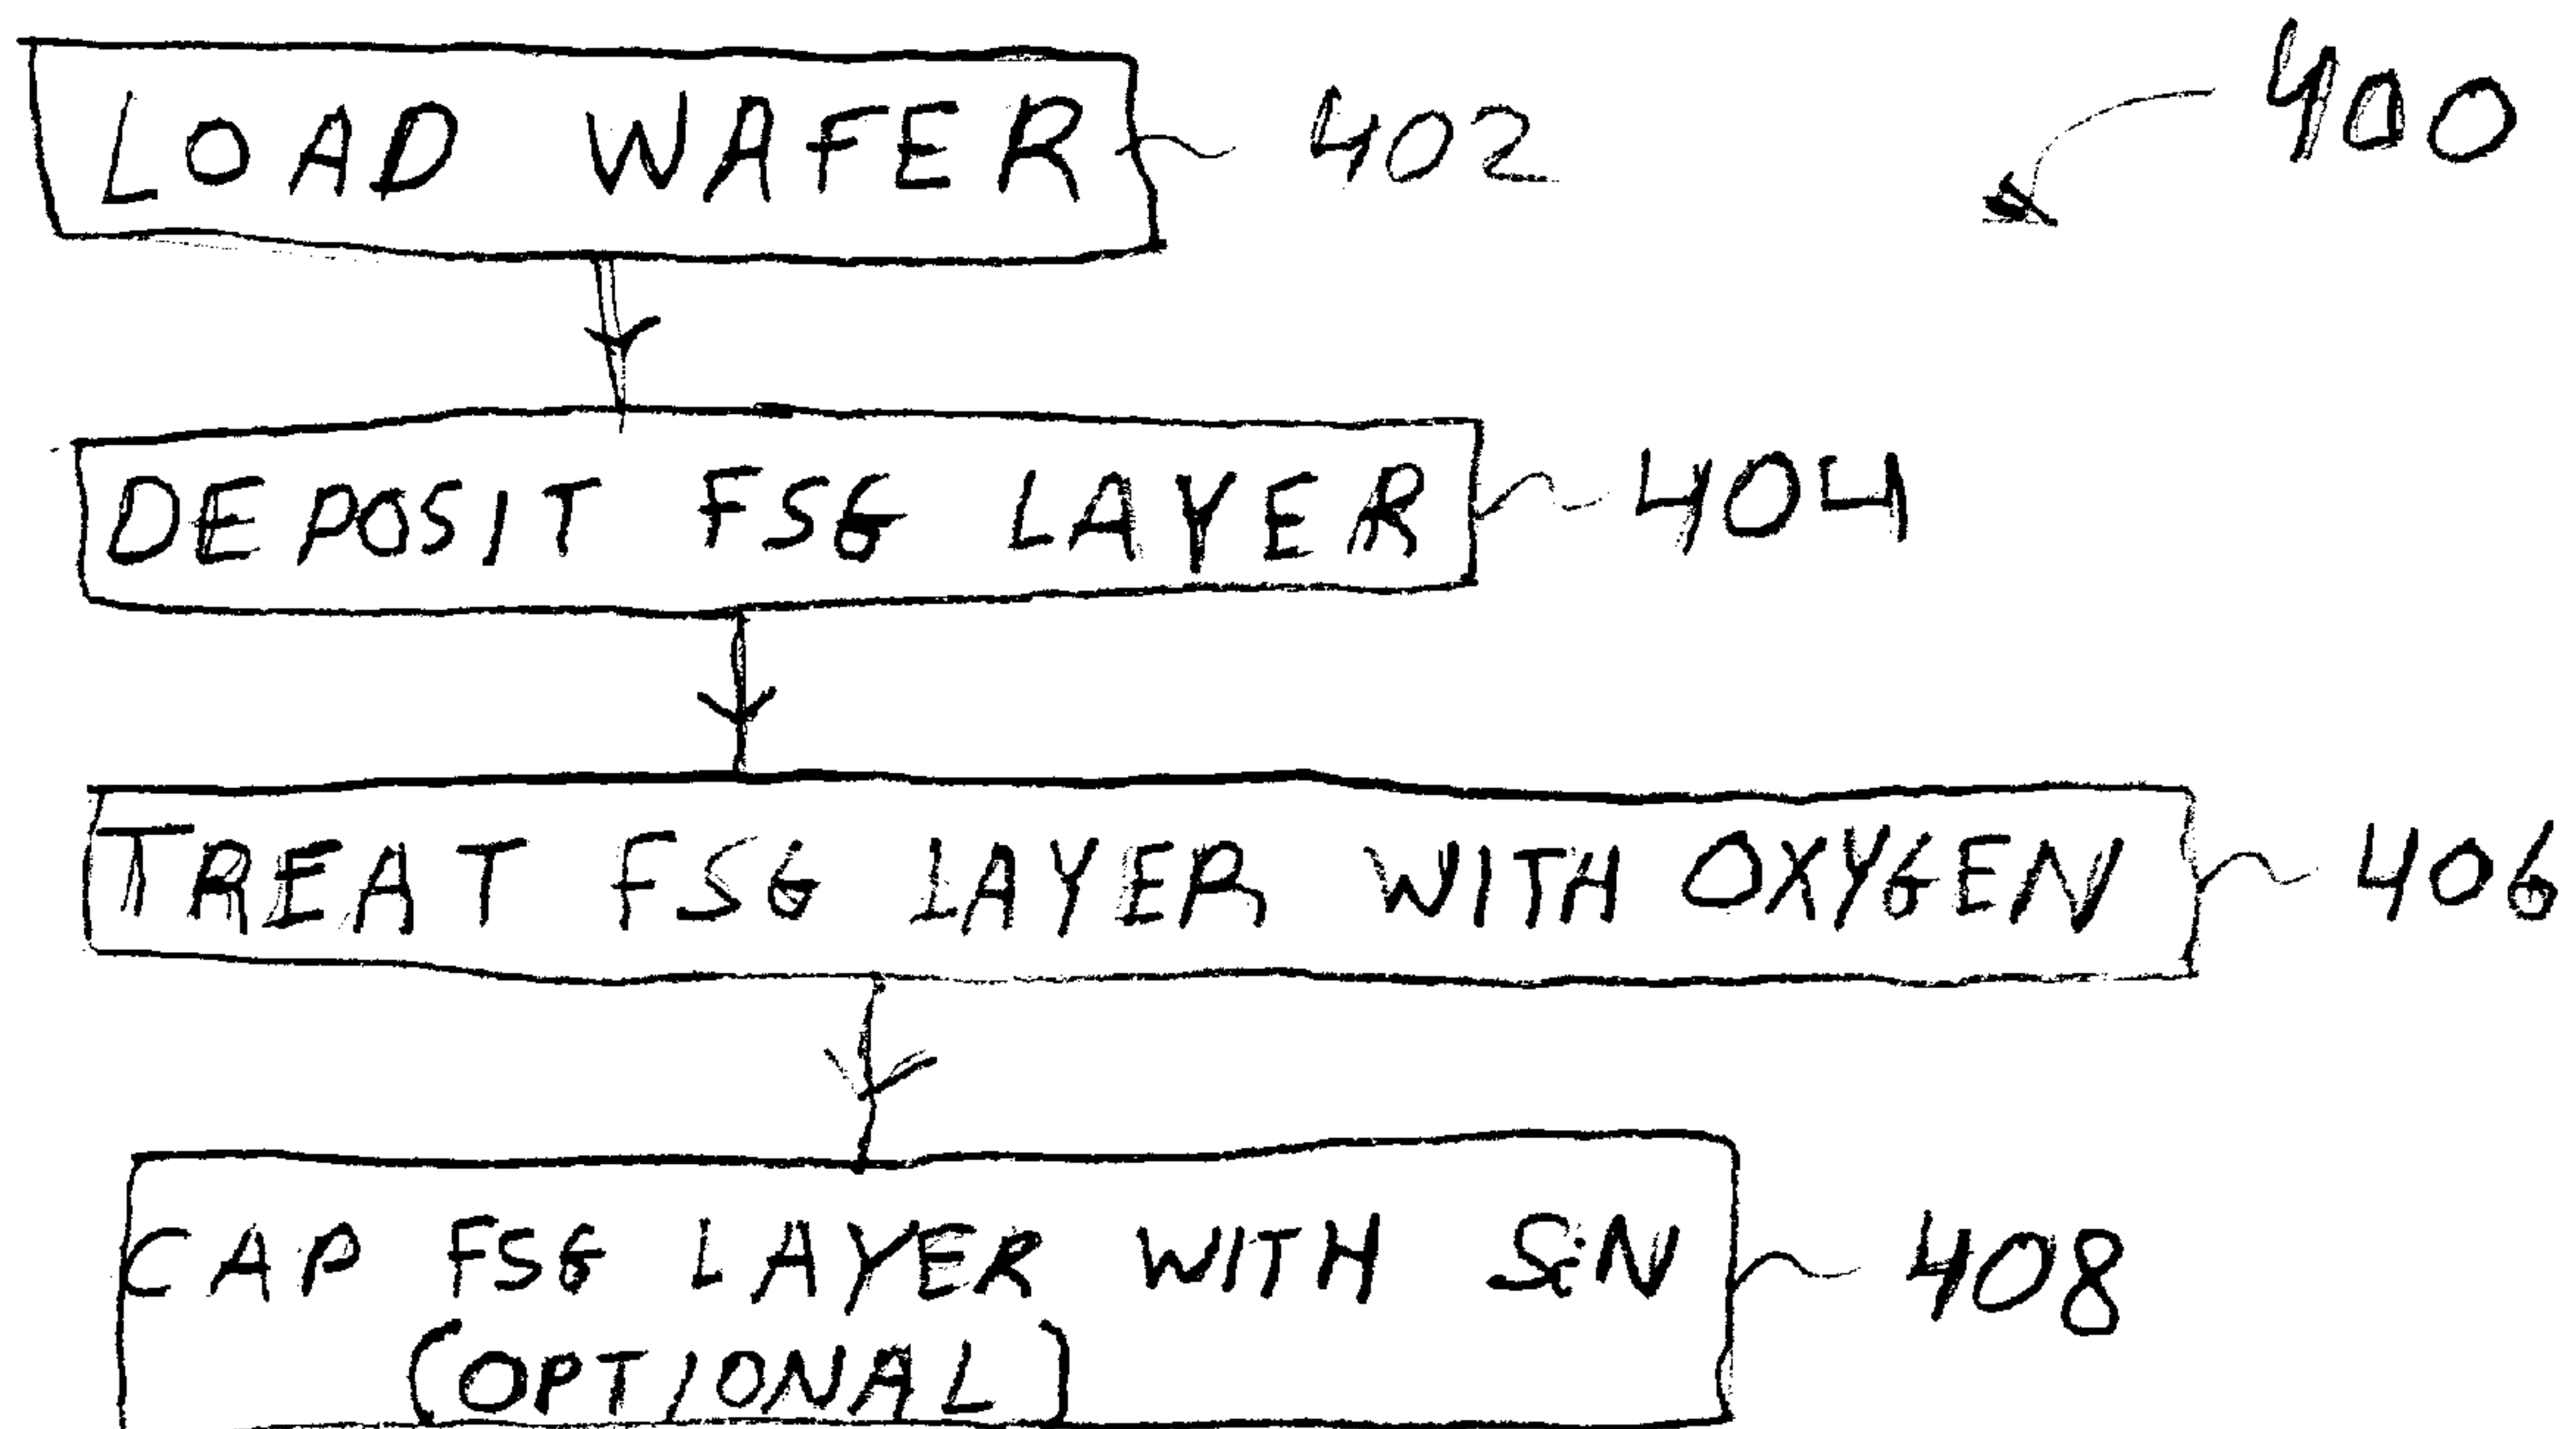 LOAD WAFER 402 400
DEPOSIT FSG LAYER 404
TREAT FSG LAYER WITH OXYGEN 406
CAP FSG LAYER WITH SiN 408
(OPTIONAL)